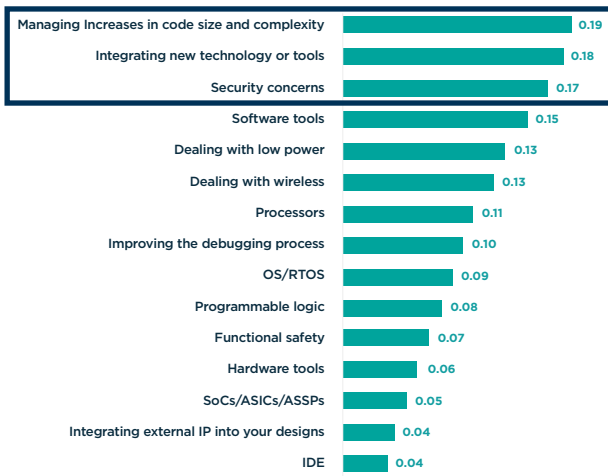 Managing Increases in code size and complexity 0.19
Integrating new technology or tools 0.18
Security concerns 0.17
Software tools 0.15
Dealing with low power 0.13
Dealing with wireless 0.13
Processors 0.11
Improving the debugging process 0.10
OS/RTOS 0.09
Programmable logic 0.08
Functional safety 0.07
Hardware tools 0.06
SoCs/ASICs/ASSPs 0.05
Integrating external IP into your designs 0.04
IDE 0.04